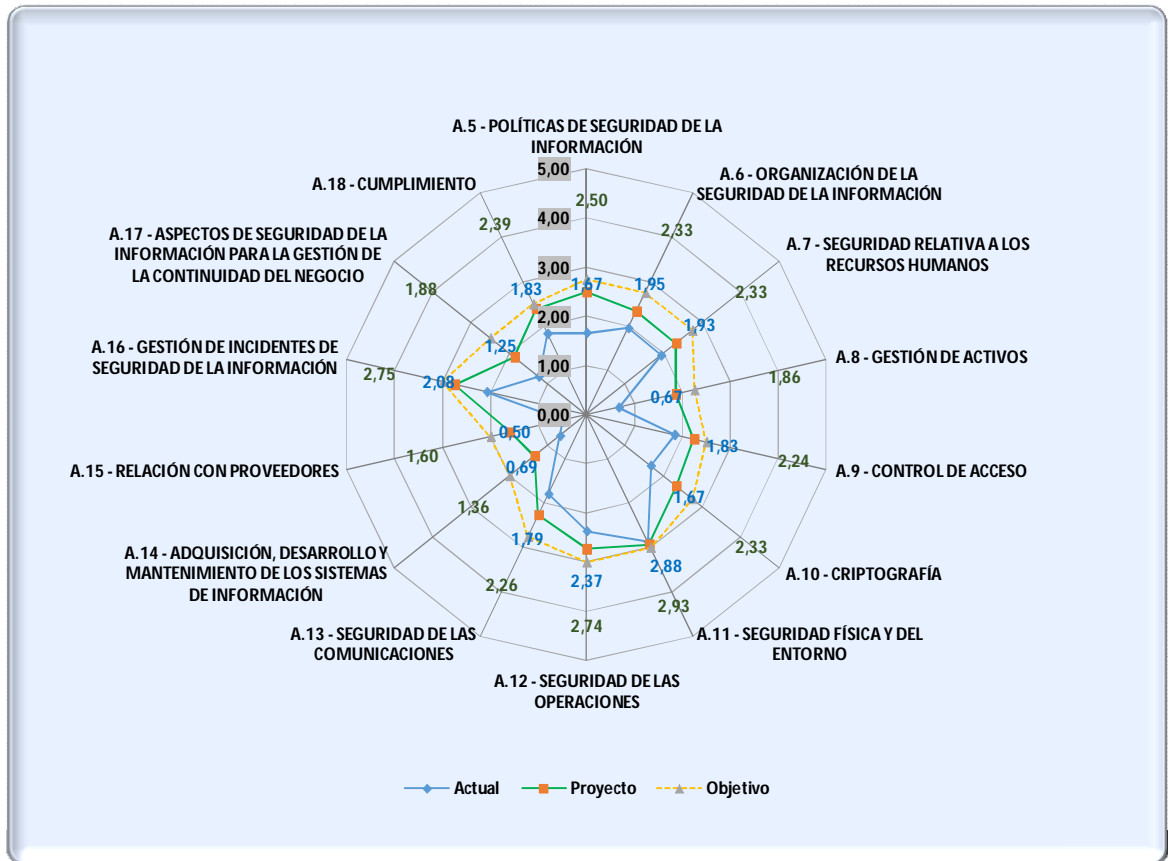 A.5 - POLÍTICAS DE SEGURIDAD DE LA
INFORMACIÓN
A.6 - ORGANIZACIÓN DE LA
SEGURIDAD DE LA INFORMACIÓN
A.7 - SEGURIDAD RELATIVA A LOS
RECURSOS HUMANOS
A.8 - GESTIÓN DE ACTIVOS
A.9 - CONTROL DE ACCESO
A.10 - CRIPTOGRAFÍA
A.11 - SEGURIDAD FÍSICA Y DEL
ENTORNO
A.12 - SEGURIDAD DE LAS
OPERACIONES
A.13 - SEGURIDAD DE LAS
COMUNICACIONES
A.14 - ADQUISICIÓN, DESARROLLO Y
MANTENIMIENTO DE LOS SISTEMAS
DE INFORMACIÓN
A.15 - RELACIÓN CON PROVEEDORES
A.16 - GESTIÓN DE INCIDENTES DE
SEGURIDAD DE LA INFORMACIÓN
A.17 - ASPECTOS DE SEGURIDAD DE LA
INFORMACIÓN PARA LA GESTIÓN DE
LA CONTINUIDAD DEL NEGOCIO
A.18 - CUMPLIMIENTO
5,00
4,00
3,00
2,00
1,00
0,00
2,50
2,33
2,33
1,86
2,24
2,33
2,93
2,74
2,26
1,36
1,60
2,75
1,88
2,39
1,67
1,95
1,93
0,67
1,83
1,67
2,88
2,37
1,79
0,69
0,50
2,08
1,25
1,83
Actual
Proyecto
Objetivo